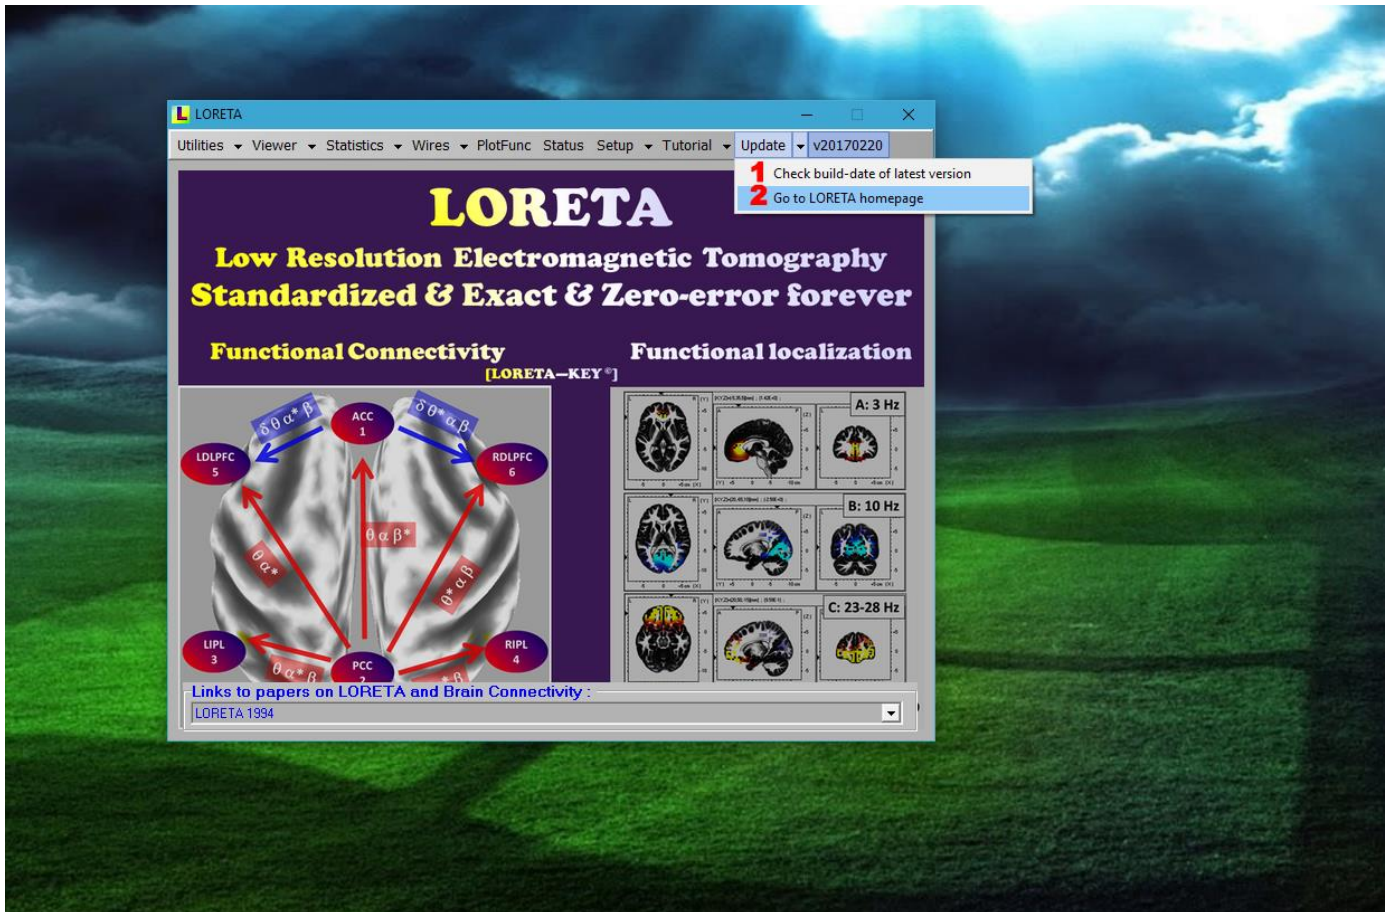 LORETA
Utilities Viewer Statistics Wires PlotFunc Status Setup Tutorial Update v20170220
1 Check build-date of latest version
2 Go to LORETA homepage
LORETA
Low Resolution Electromagnetic Tomography
Standardized & Exact & Zero-error forever
Functional Connectivity
[LORETA—KEY©]
Functional localization
δ θ α* β
ACC
1
δ θ* α β
LDLPFC
5
RDLPFC
6
θ α β*
θ α*
θ* α β
LIPL
3
RIPL
4
θ α* β
PCC
2
A: 3 Hz
B: 10 Hz
C: 23-28 Hz
Links to papers on LORETA and Brain Connectivity :
LORETA 1994